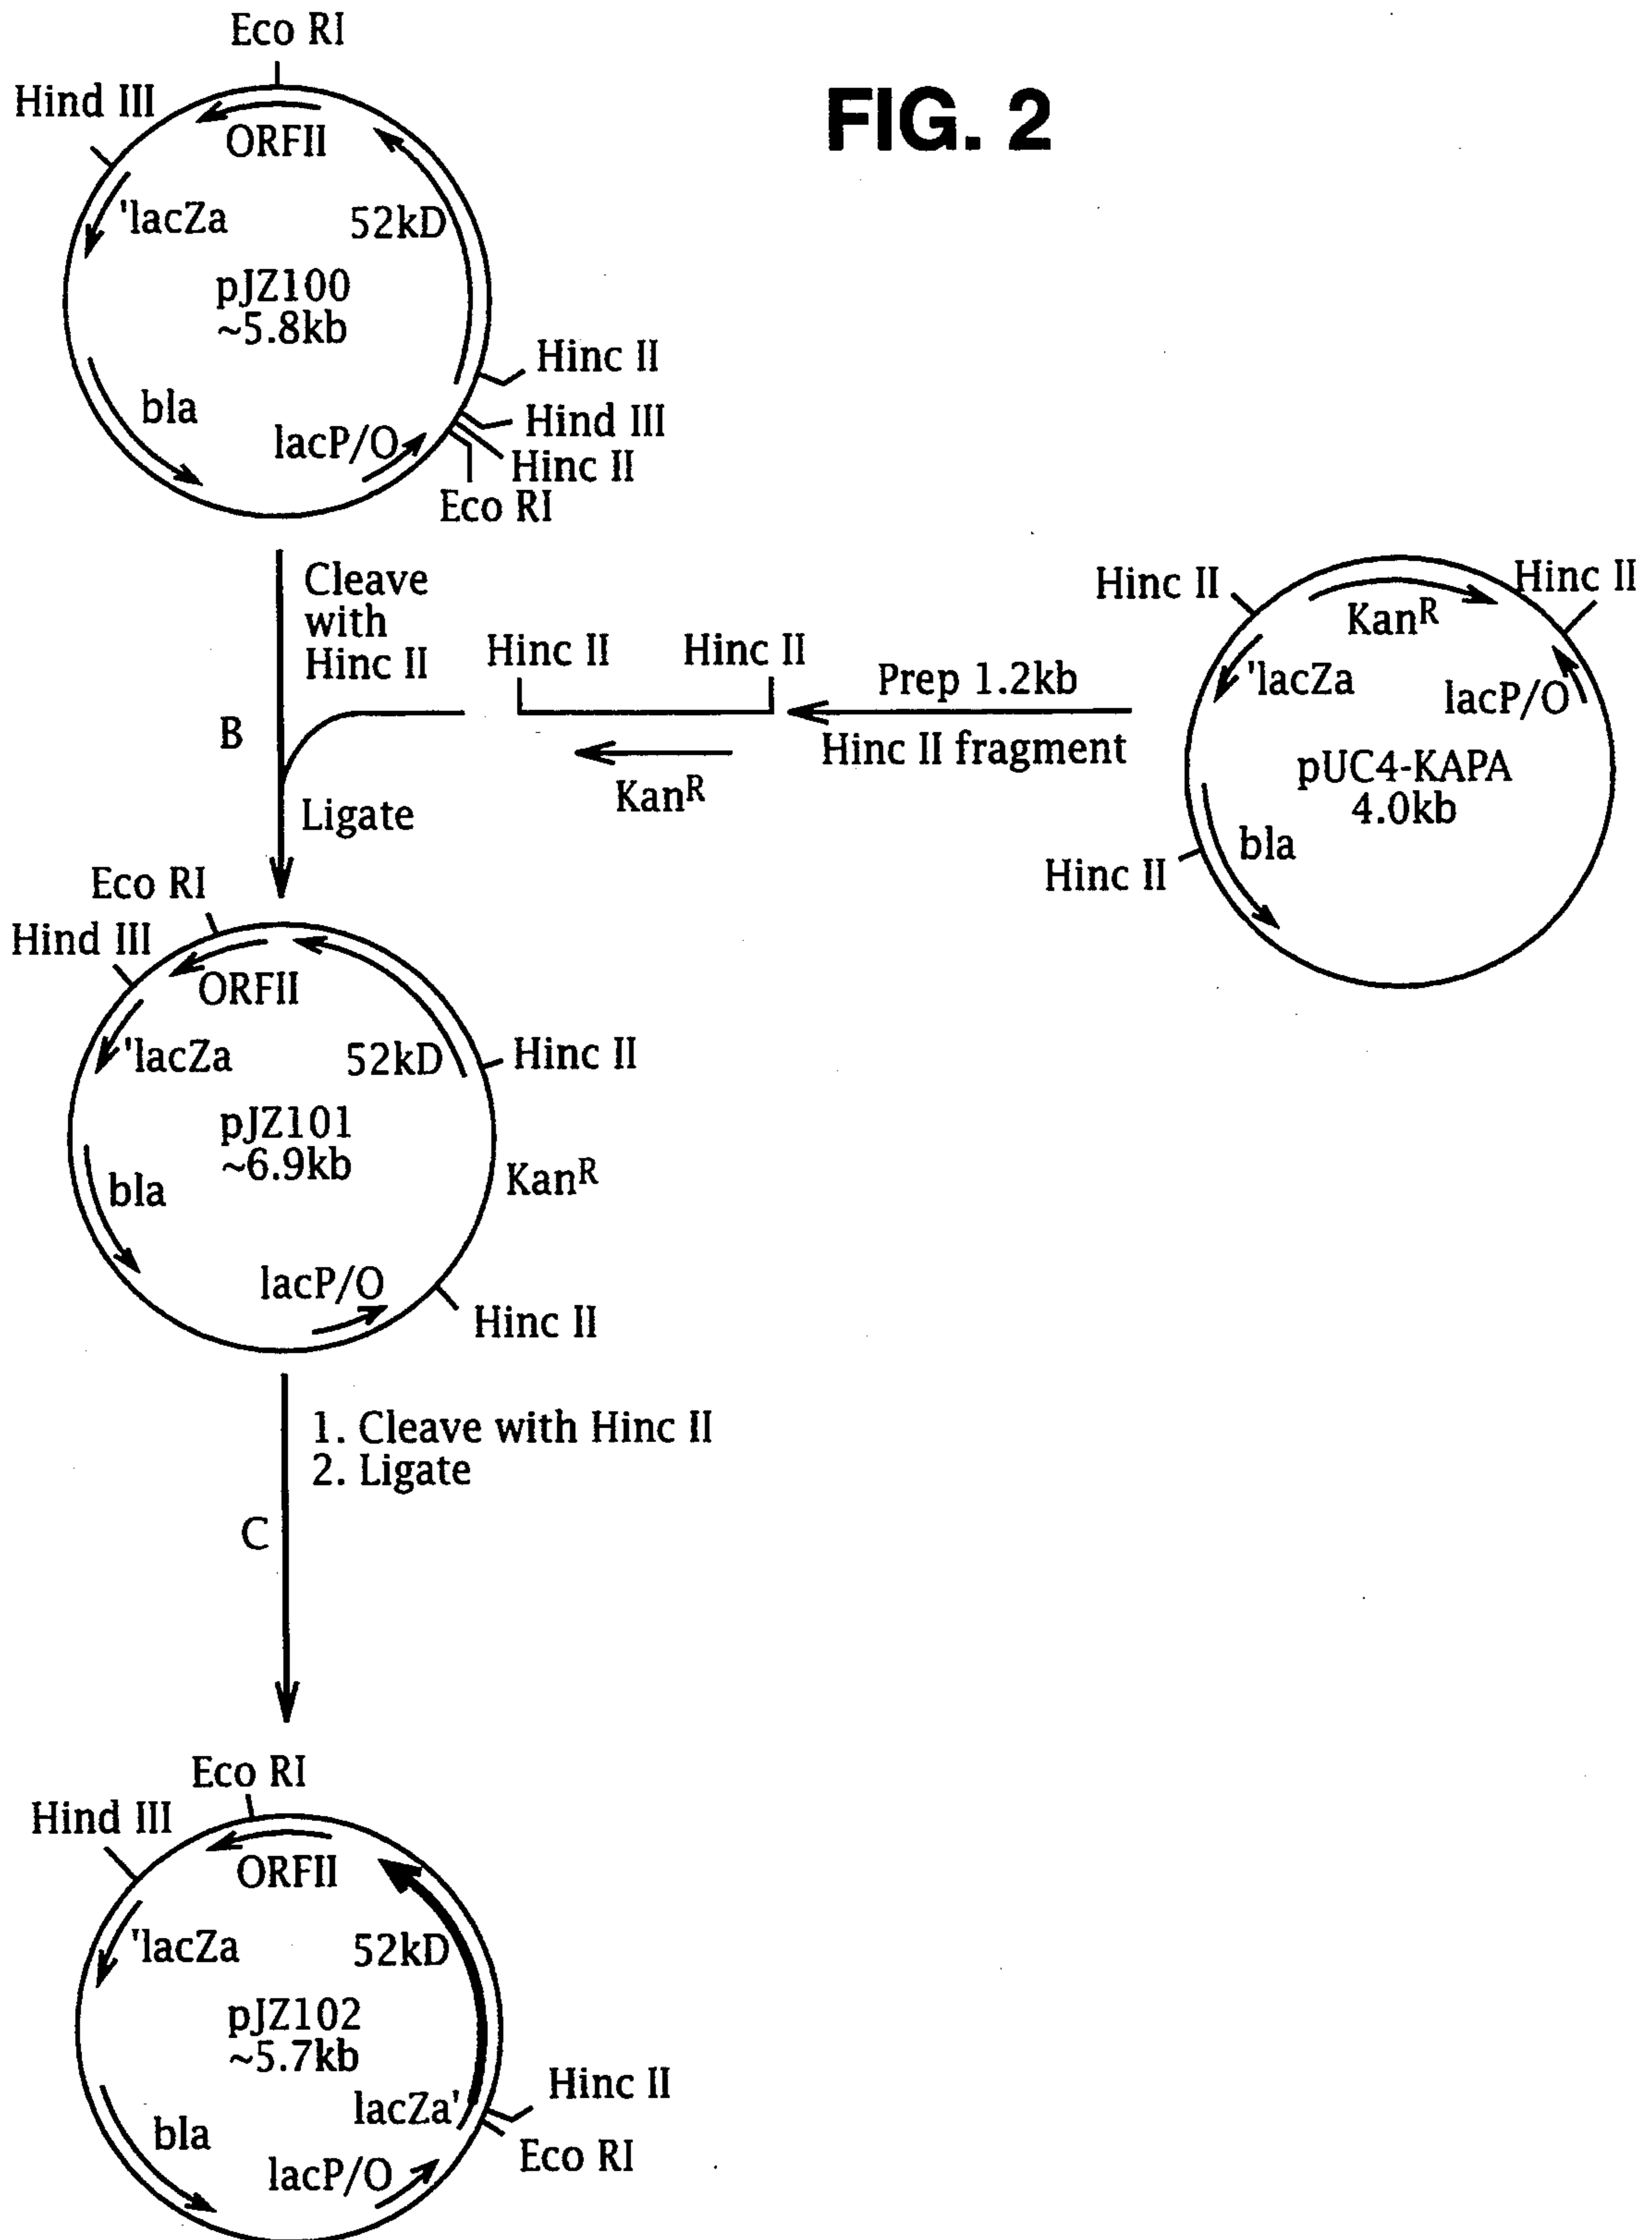 FIG. 2
Eco RI
Hind III
ORFII
'lacZa
52kD
pJZ100
~5.8kb
Hinc II
bla
Hind III
lacP/O
Hinc II
Eco RI
Cleave
with
Hinc II
B
Ligate
Hinc II
Hinc II
KanR
Prep 1.2kb
Hinc II fragment
Hinc II
Hinc II
KanR
'lacZa
lacP/O
pUC4-KAPA
4.0kb
bla
Hinc II
Eco RI
Hind III
ORFII
'lacZa
52kD
Hinc II
pJZ101
~6.9kb
KanR
bla
lacP/O
Hinc II
1. Cleave with Hinc II
2. Ligate
C
Eco RI
Hind III
ORFII
'lacZa
52kD
pJZ102
~5.7kb
lacZa'
Hinc II
bla
Eco RI
lacP/O